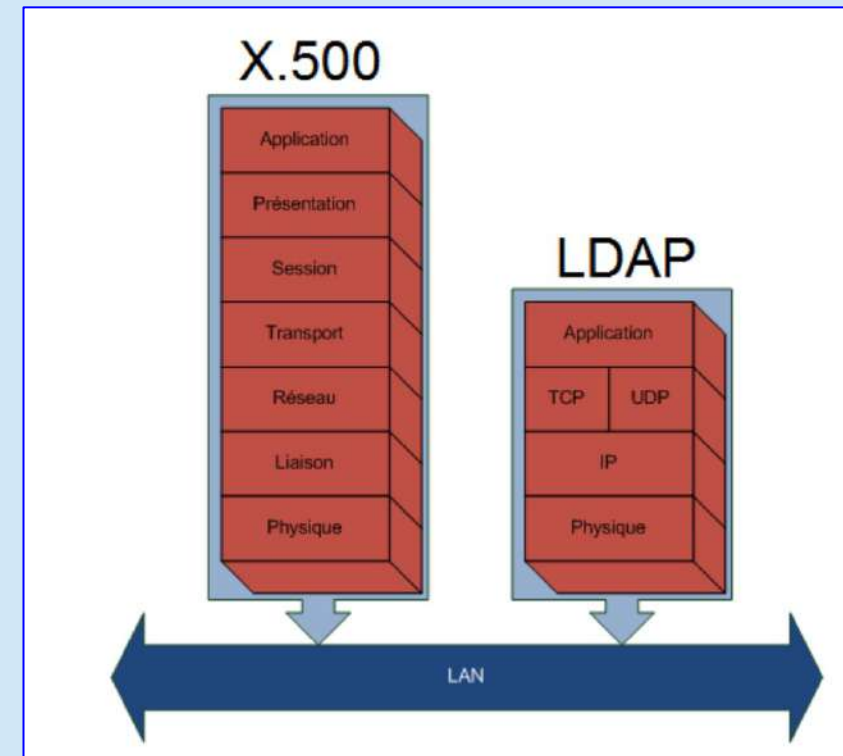 X.500
Application
Présentation
Session
Transport
Réseau
Liaison
Physique
LDAP
Application
TCP UDP
IP
Physique
LAN